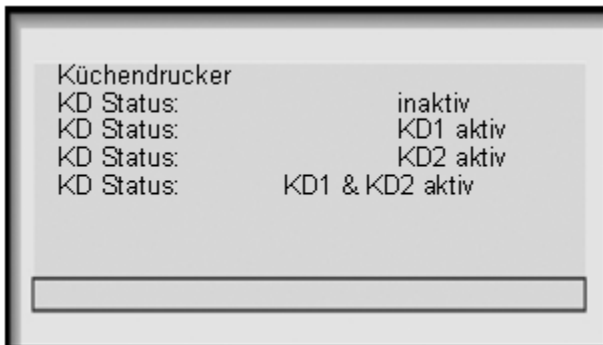 Küchendrucker
KD Status: inaktiv
KD Status: KD1 aktiv
KD Status: KD2 aktiv
KD Status: KD1 & KD2 aktiv